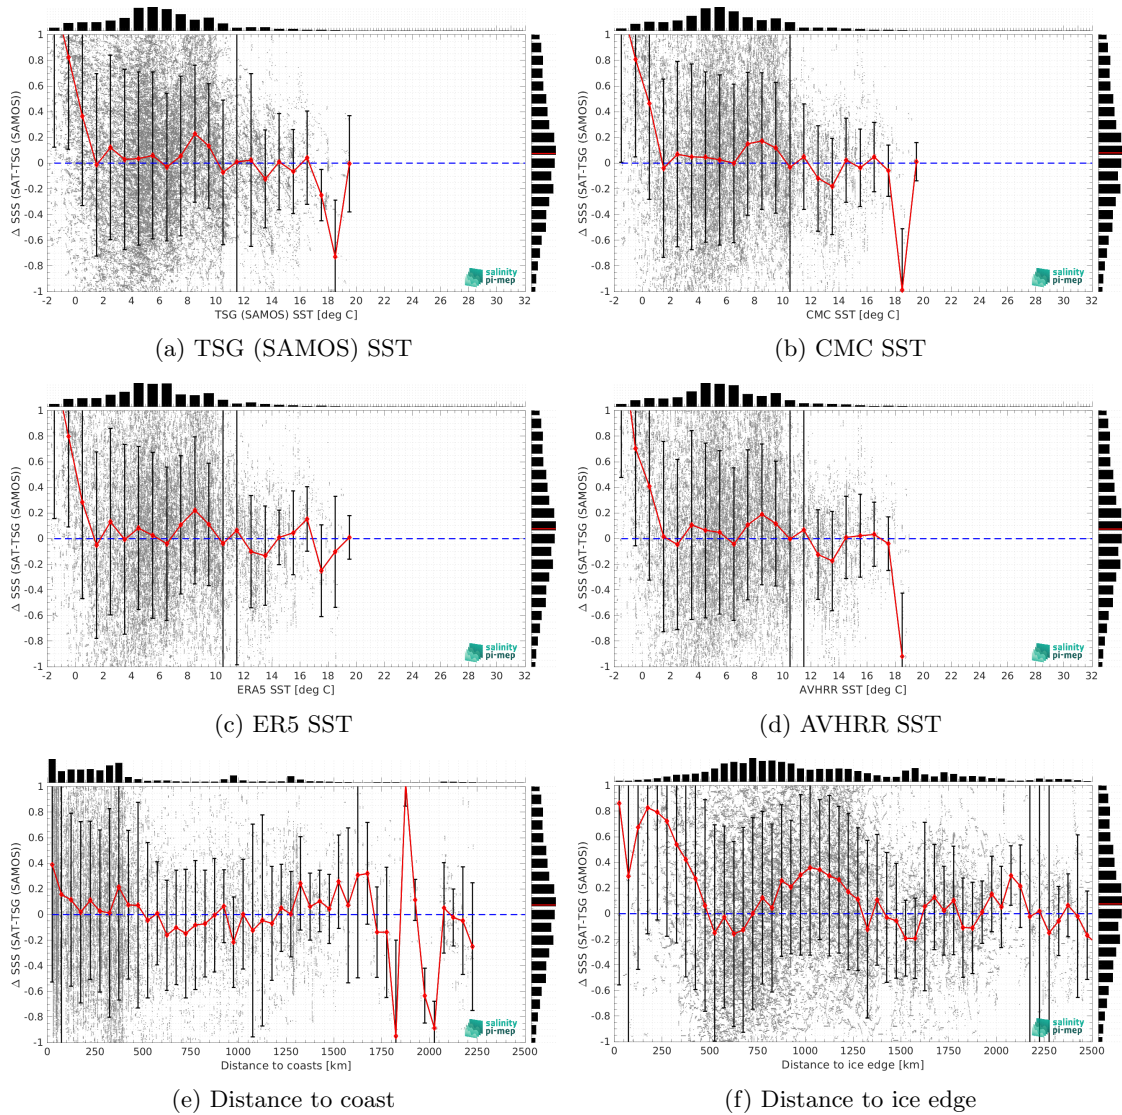 1
0.8
0.6
0.4
0.2
0
-0.2
-0.4
-0.6
-0.8
-1
Δ SSS (SAT-TSG (SAMOS))
-2 0 2 4 6 8 10 12 14 16 18 20 22 24 26 28 30 32
TSG (SAMOS) SST [deg C]
salinity
pi-mep
(a) TSG (SAMOS) SST
1
0.8
0.6
0.4
0.2
0
-0.2
-0.4
-0.6
-0.8
-1
Δ SSS (SAT-TSG (SAMOS))
-2 0 2 4 6 8 10 12 14 16 18 20 22 24 26 28 30 32
CMC SST [deg C]
salinity
pi-mep
(b) CMC SST
1
0.8
0.6
0.4
0.2
0
-0.2
-0.4
-0.6
-0.8
-1
Δ SSS (SAT-TSG (SAMOS))
-2 0 2 4 6 8 10 12 14 16 18 20 22 24 26 28 30 32
ERA5 SST [deg C]
salinity
pi-mep
(c) ER5 SST
1
0.8
0.6
0.4
0.2
0
-0.2
-0.4
-0.6
-0.8
-1
Δ SSS (SAT-TSG (SAMOS))
-2 0 2 4 6 8 10 12 14 16 18 20 22 24 26 28 30 32
AVHRR SST [deg C]
salinity
pi-mep
(d) AVHRR SST
1
0.8
0.6
0.4
0.2
0
-0.2
-0.4
-0.6
-0.8
-1
Δ SSS (SAT-TSG (SAMOS))
0 250 500 750 1000 1250 1500 1750 2000 2250 2500
Distance to coasts [km]
salinity
pi-mep
(e) Distance to coast
1
0.8
0.6
0.4
0.2
0
-0.2
-0.4
-0.6
-0.8
-1
Δ SSS (SAT-TSG (SAMOS))
0 250 500 750 1000 1250 1500 1750 2000 2250 2500
Distance to ice edge [km]
salinity
pi-mep
(f) Distance to ice edge